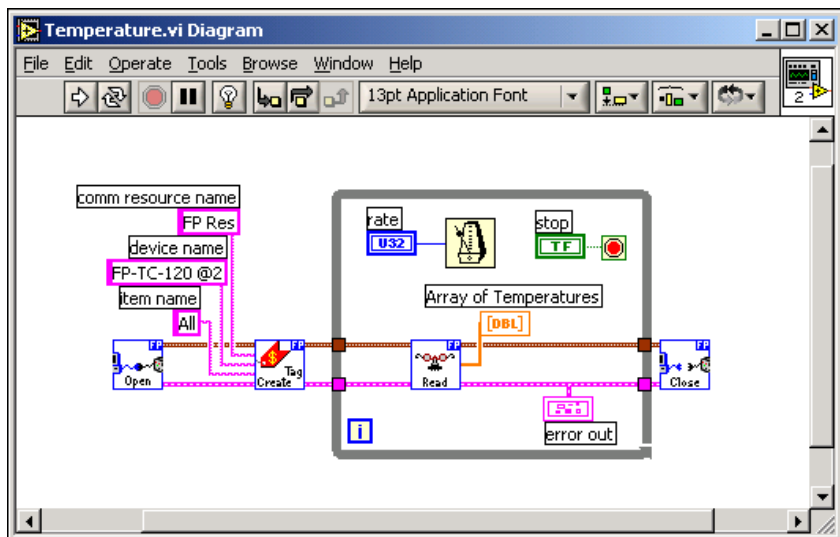 Temperature.vi Diagram
File Edit Operate Tools Browse Window Help
13pt Application Font
2
comm resource name
FP Res
device name
FP-TC-120 @2
item name
All
rate
U32
stop
TF
Array of Temperatures
[DBL]
FP
Open
FP
$
Tag
Create
FP
Read
FP
Close
i
error out